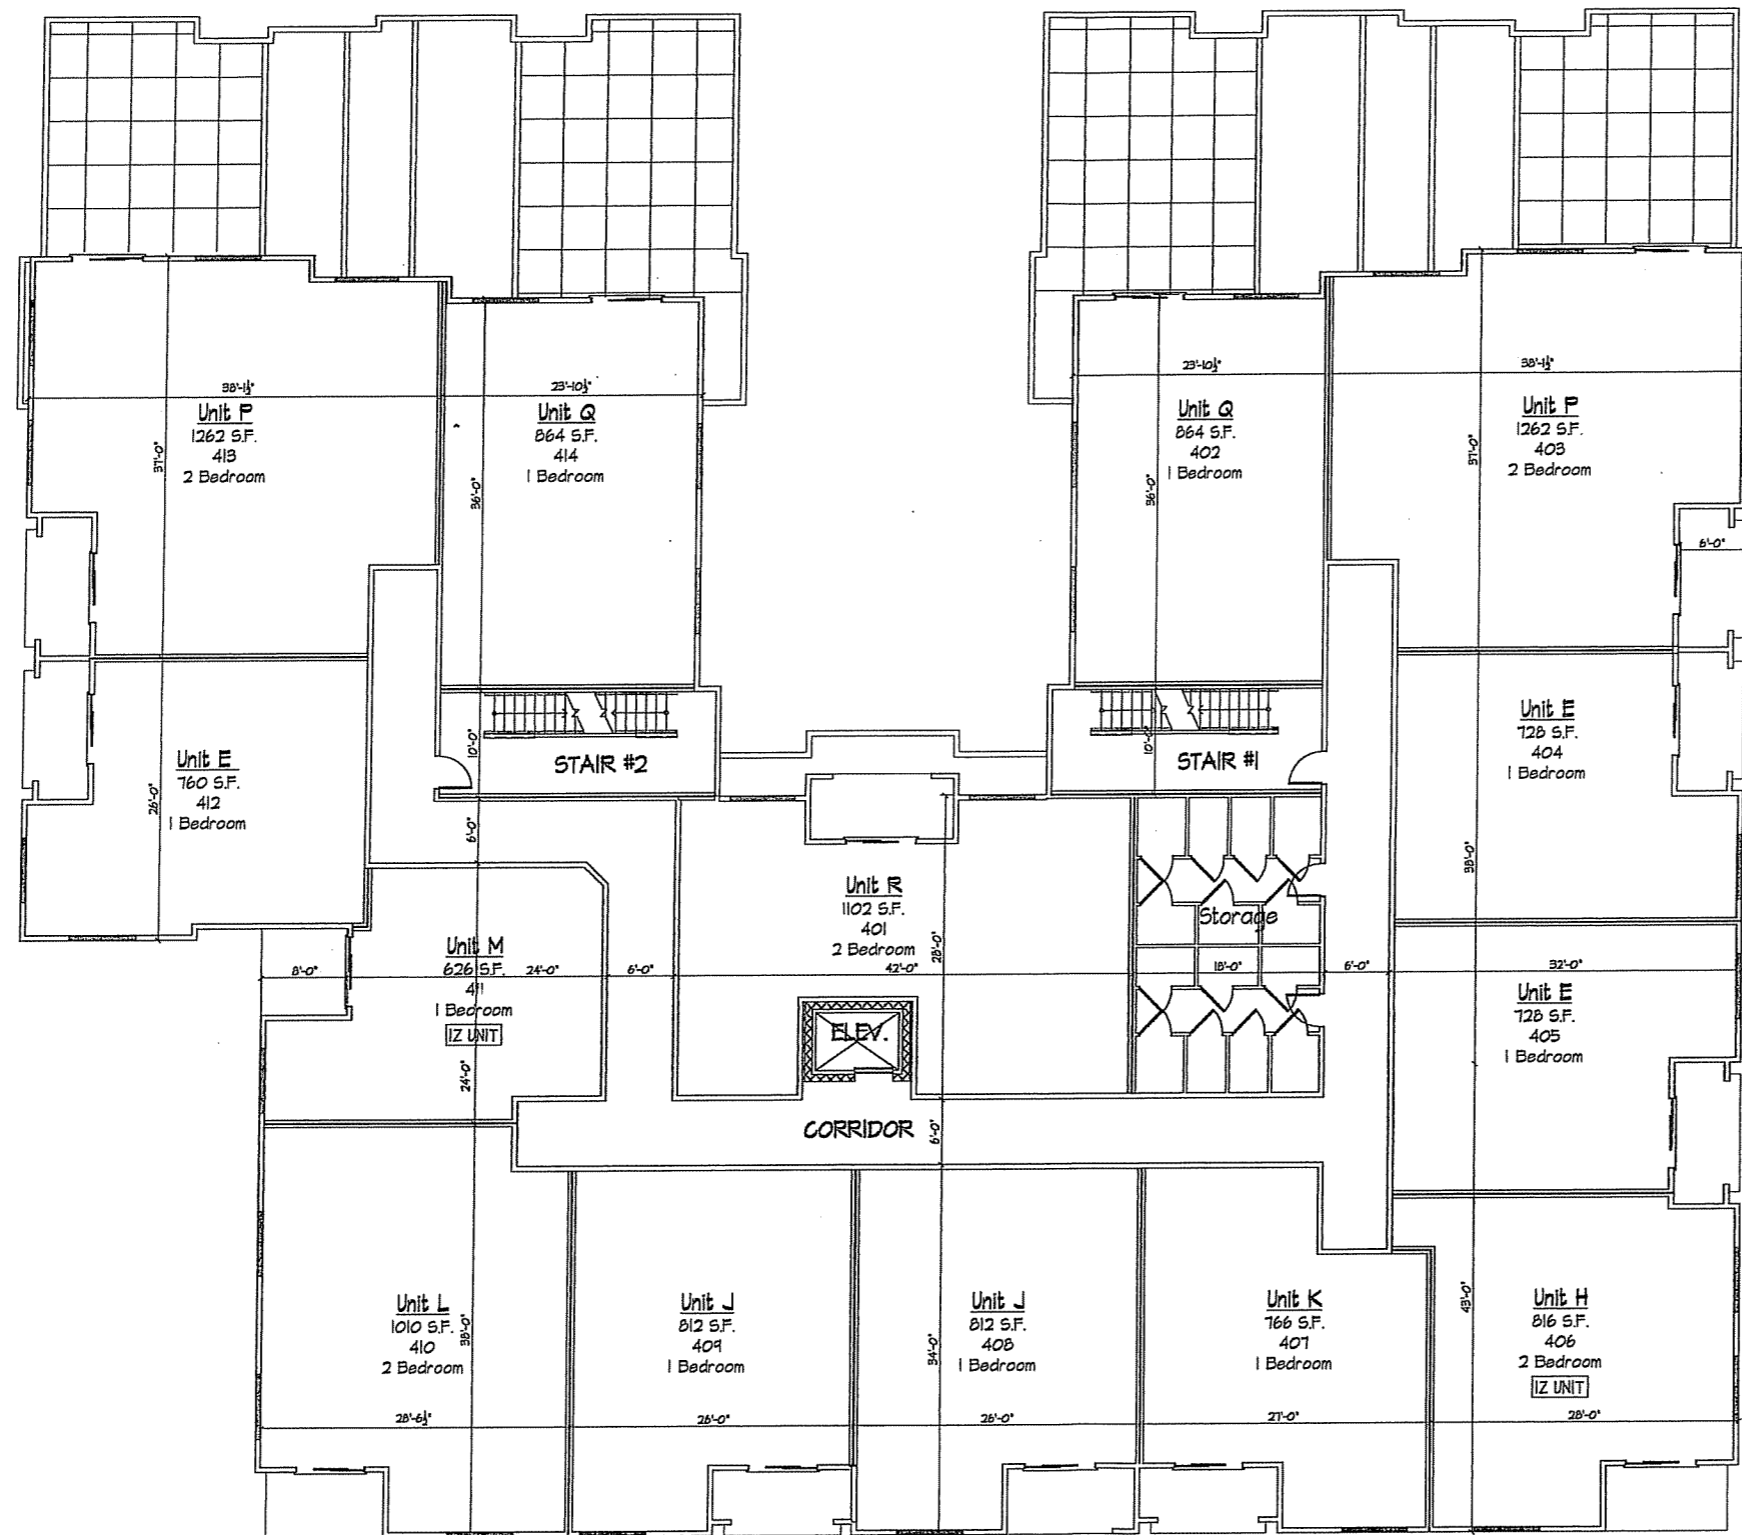 38'-1½"
23'-10½"
23'-10½"
38'-1½"
Unit P
1262 S.F.
413
2 Bedroom
37'-0"
Unit Q
864 S.F.
414
1 Bedroom
36'-0"
Unit Q
864 S.F.
402
1 Bedroom
36'-0"
Unit P
1262 S.F.
403
2 Bedroom
37'-0"
6'-0"
Unit E
760 S.F.
412
1 Bedroom
26'-0"
10'-0"
STAIR #2
6'-0"
10'-0"
STAIR #1
Unit E
728 S.F.
404
1 Bedroom
38'-0"
Unit R
1102 S.F.
401
2 Bedroom
28'-0"
Storage
Unit M
626 S.F.
411
1 Bedroom
IZ UNIT
8'-0"
24'-0"
6'-0"
42'-0"
18'-0"
6'-0"
32'-0"
24'-0"
ELEV.
Unit E
728 S.F.
405
1 Bedroom
CORRIDOR
6'-0"
Unit L
1010 S.F.
410
2 Bedroom
38'-0"
Unit J
812 S.F.
409
1 Bedroom
Unit J
812 S.F.
408
1 Bedroom
34'-0"
Unit K
766 S.F.
407
1 Bedroom
Unit H
816 S.F.
406
2 Bedroom
IZ UNIT
43'-0"
28'-6½"
26'-0"
26'-0"
27'-0"
28'-0"